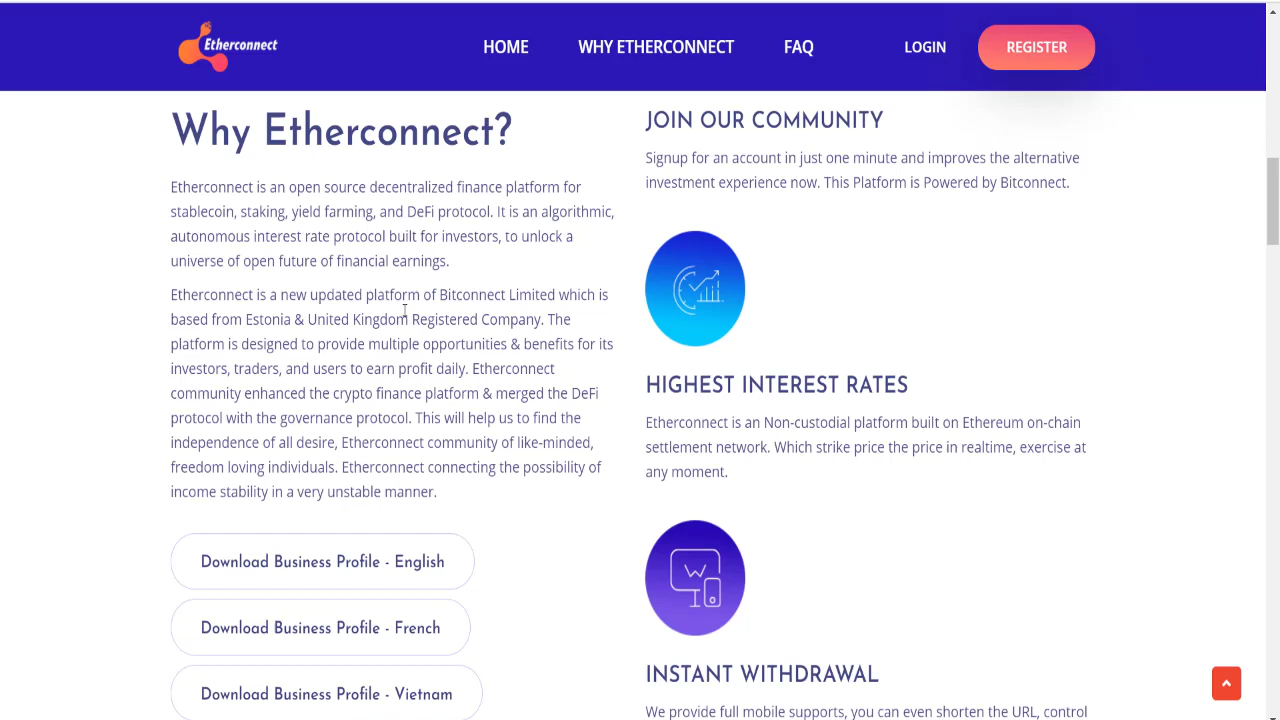 Etherconnect
HOME
WHY ETHERCONNECT
FAQ
LOGIN
REGISTER
Why Etherconnect?
Etherconnect is an open source decentralized finance platform for
stablecoin, staking, yield farming, and DeFi protocol. It is an algorithmic,
autonomous interest rate protocol built for investors, to unlock a
universe of open future of financial earnings.
Etherconnect is a new updated platform of Bitconnect Limited which is
based from Estonia & United Kingdom Registered Company. The
platform is designed to provide multiple opportunities & benefits for its
investors, traders, and users to earn profit daily. Etherconnect
community enhanced the crypto finance platform & merged the DeFi
protocol with the governance protocol. This will help us to find the
independence of all desire, Etherconnect community of like-minded,
freedom loving individuals. Etherconnect connecting the possibility of
income stability in a very unstable manner.
Download Business Profile - English
Download Business Profile - French
Download Business Profile - Vietnam
JOIN OUR COMMUNITY
Signup for an account in just one minute and improves the alternative
investment experience now. This Platform is Powered by Bitconnect.
HIGHEST INTEREST RATES
Etherconnect is an Non-custodial platform built on Ethereum on-chain
settlement network. Which strike price the price in realtime, exercise at
any moment.
W
INSTANT WITHDRAWAL
We provide full mobile supports, you can even shorten the URL, control